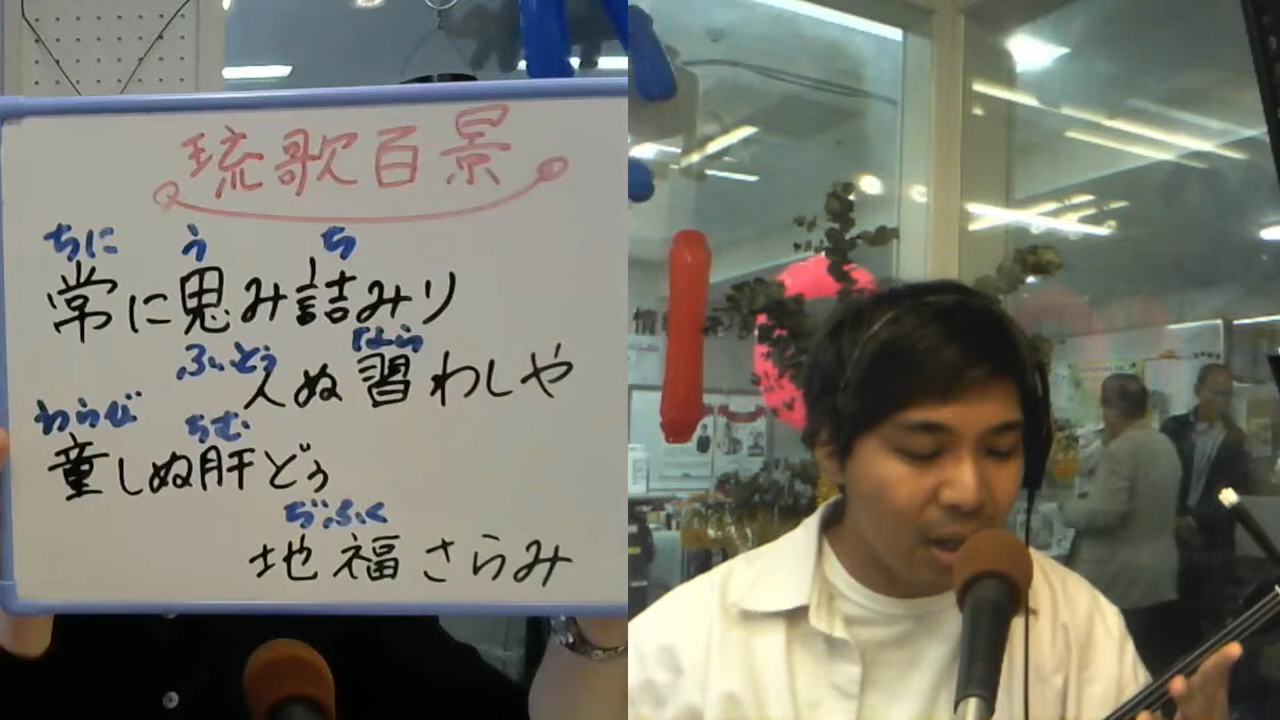 琉歌百景
ちに う ち
常に思み詰みり
ふぃとぅ なら
人ぬ習わしや
わらび ちむ
童しぬ肝どぅ
ぢふく
地福さらみ